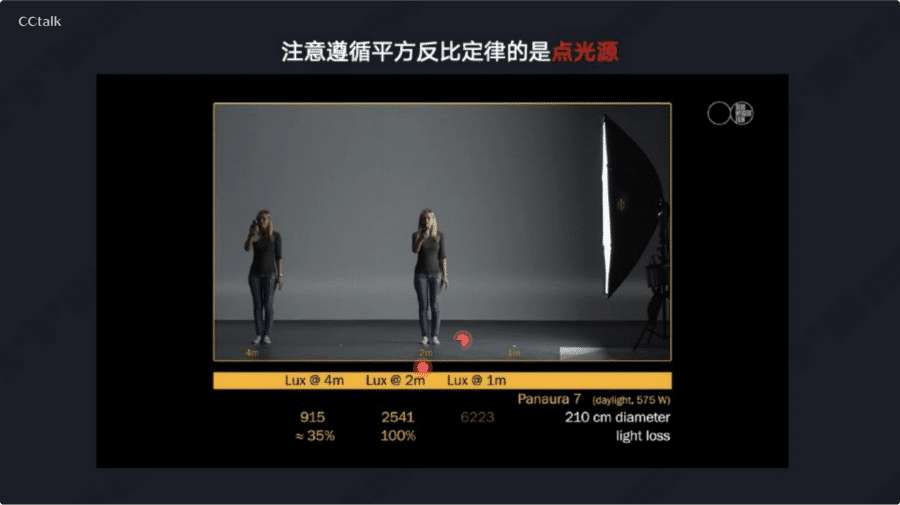 CCtalk
注意遵循平方反比定律的是点光源
4m 2m 1m
Lux @ 4m Lux @ 2m Lux @ 1m
Panaura 7 (daylight, 575 W)
915 2541 6223 210 cm diameter
≈ 35% 100% light loss